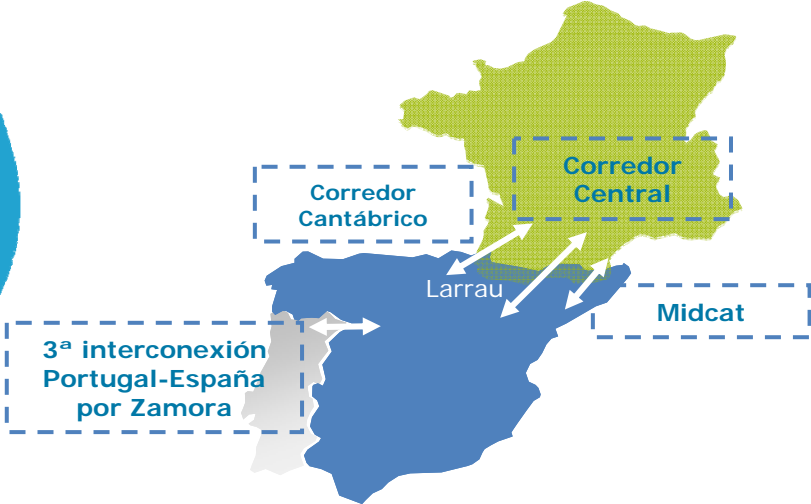 Corredor
Central
Corredor
Cantábrico
Larrau
Midcat
3ª interconexión
Portugal-España
por Zamora